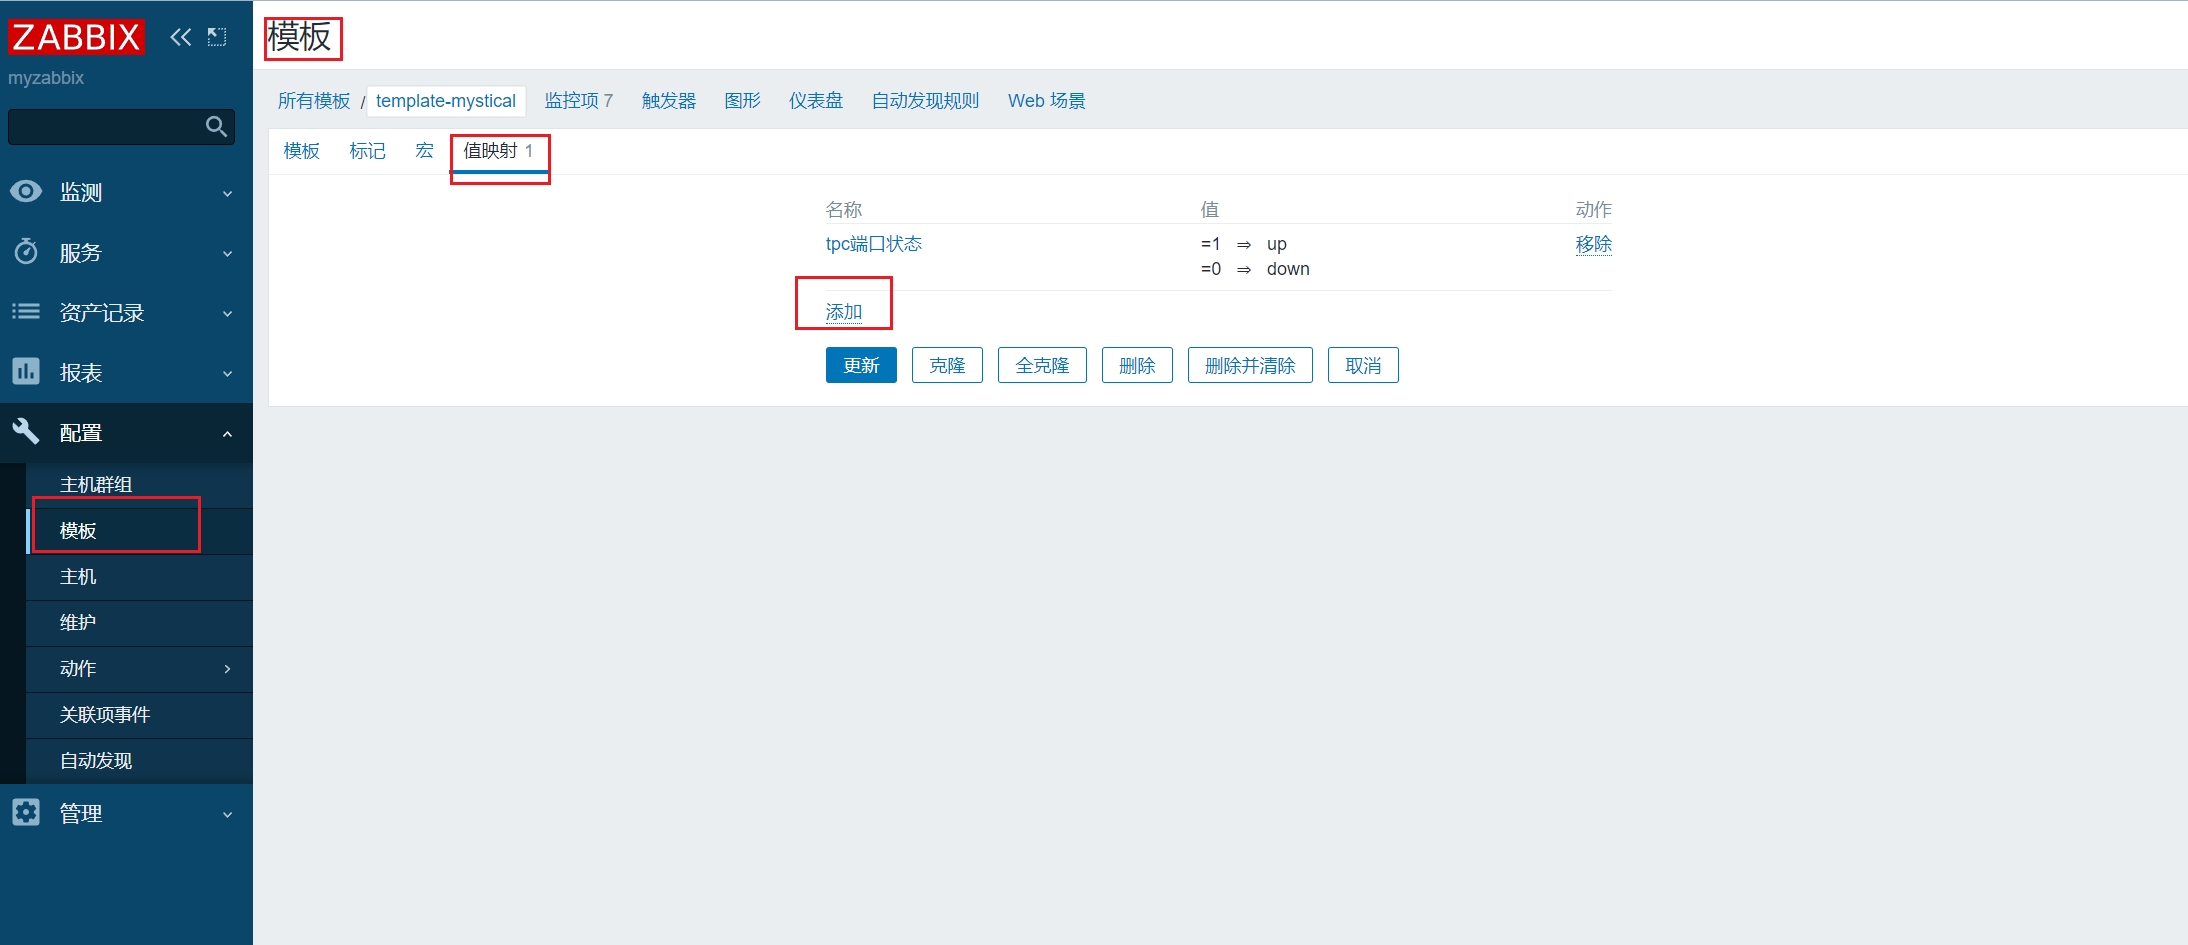 ZABBIX
myzabbix
监测
服务
资产记录
报表
配置
主机群组
模板
主机
维护
动作
关联项事件
自动发现
管理
模板
所有模板 / template-mystical 监控项 7 触发器 图形 仪表盘 自动发现规则 Web 场景
模板 标记 宏 值映射 1
名称 值 动作
tpc端口状态 =1 ⇒ up 移除
=0 ⇒ down
添加
更新 克隆 全克隆 删除 删除并清除 取消